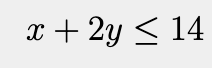 x + 2y ≤ 14